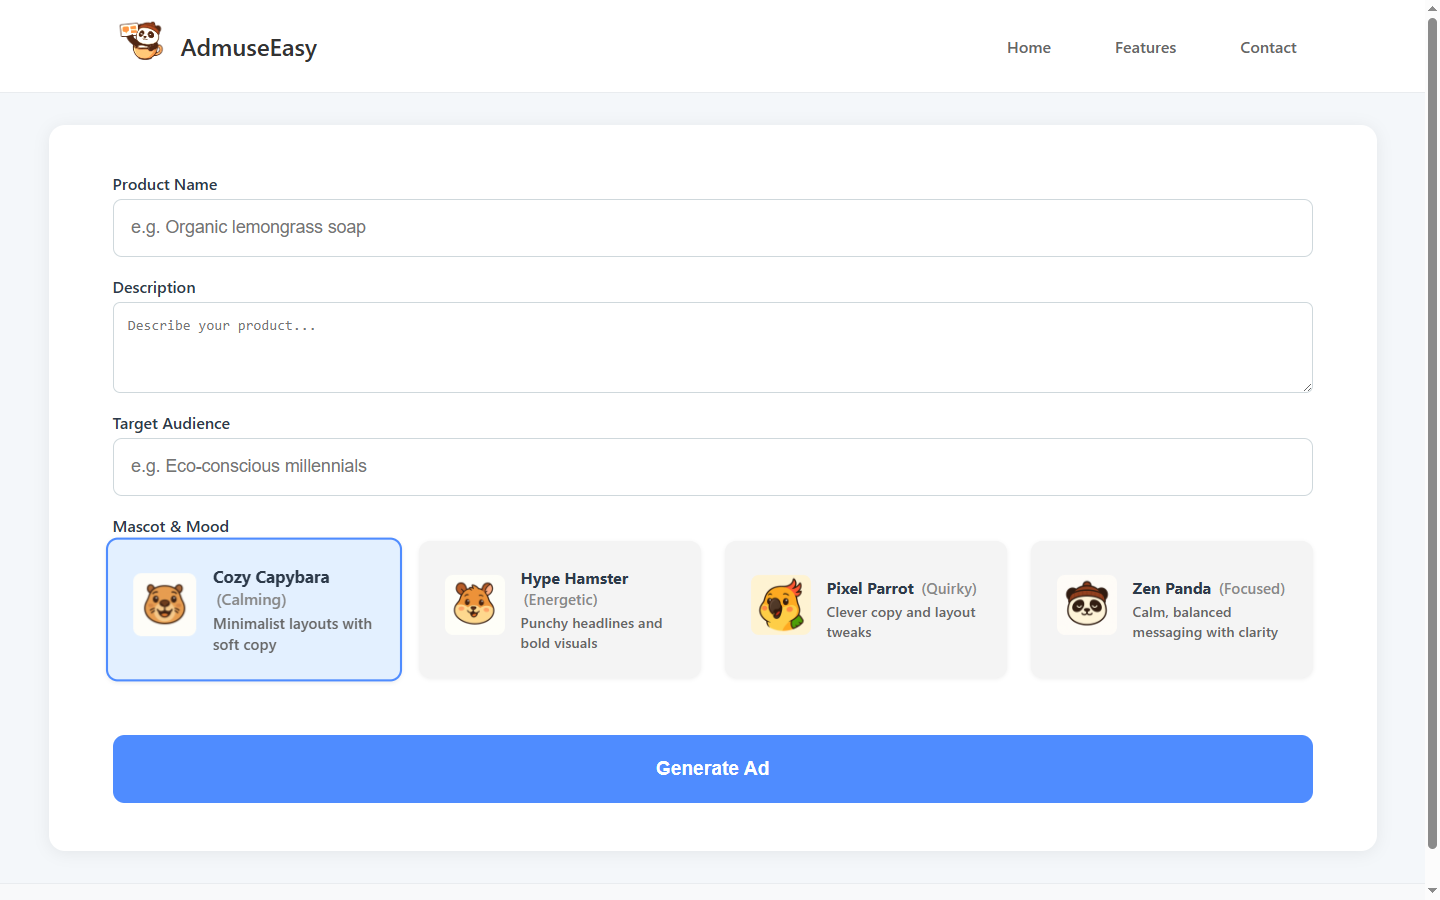 AdmuseEasy
Home Features Contact
Product Name
e.g. Organic lemongrass soap
Description
Describe your product...
Target Audience
e.g. Eco-conscious millennials
Mascot & Mood
Cozy Capybara
(Calming)
Minimalist layouts with
soft copy
Hype Hamster
(Energetic)
Punchy headlines and
bold visuals
Pixel Parrot (Quirky)
Clever copy and layout
tweaks
Zen Panda (Focused)
Calm, balanced
messaging with clarity
Generate Ad